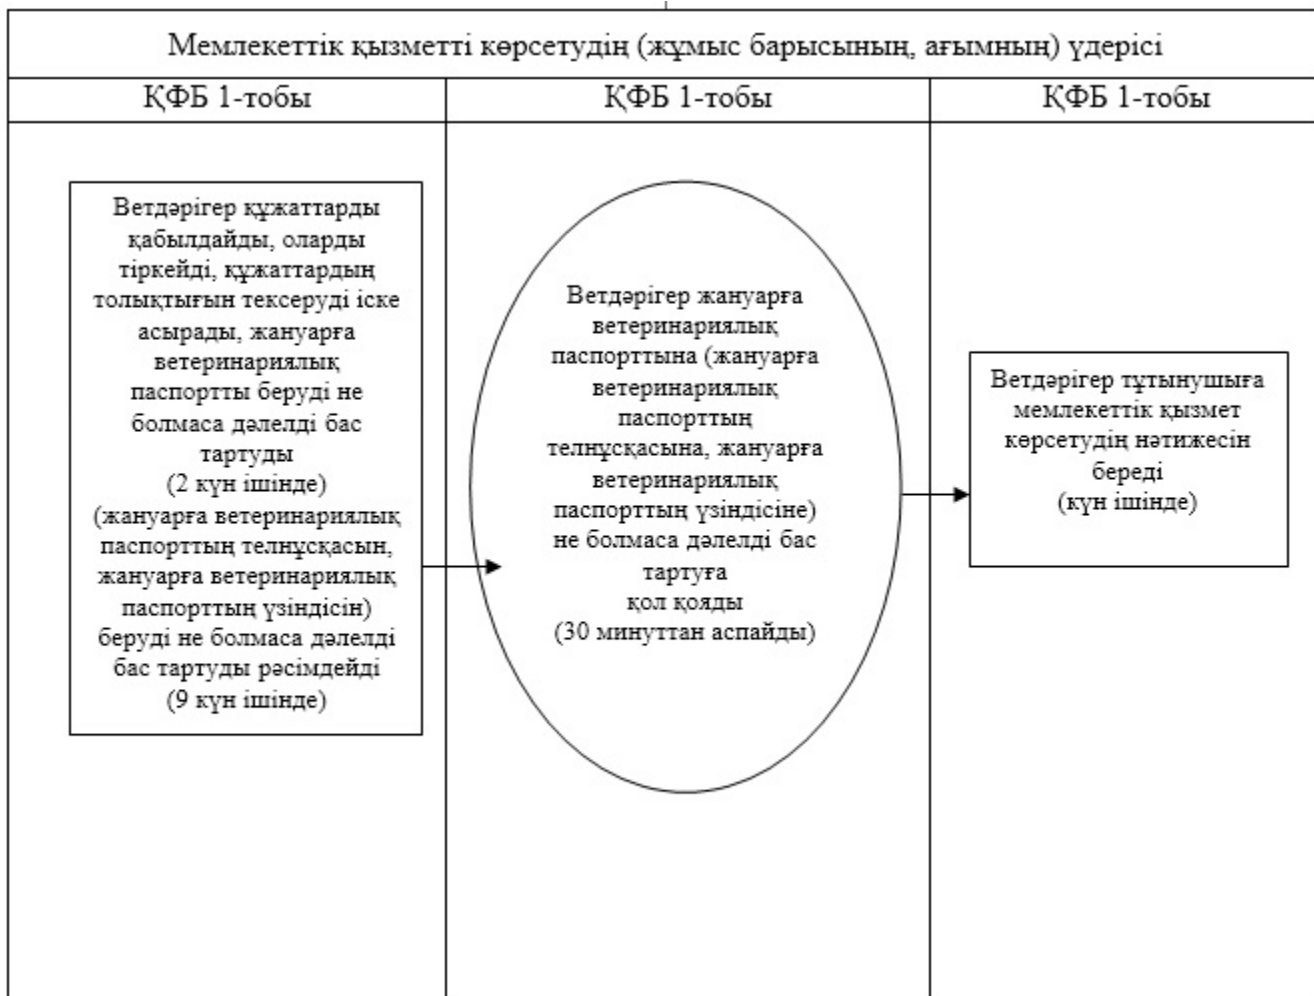 Мемлекеттік қызметті көрсетудің (жұмыс барысының, ағымның) үдерісі
ҚФБ 1-тобы
ҚФБ 1-тобы
ҚФБ 1-тобы
Ветдәрігер құжаттарды
қабылдайды, оларды
тіркейді, құжаттардың
толықтығын тексеруді іске
асырады, жануарға
ветеринариялық
паспортты беруді не
болмаса дәлелді бас
тартуды
(2 күн ішінде)
(жануарға ветеринариялық
паспорттың телнұсқасын,
жануарға ветеринариялық
паспорттың үзіндісін)
беруді не болмаса дәлелді
бас тартуды рәсімдейді
(9 күн ішінде)
Ветдәрігер жануарға
ветеринариялық
паспорттына (жануарға
ветеринариялық
паспорттың
телнұсқасына, жануарға
ветеринариялық
паспорттың үзіндісіне)
не болмаса дәлелді бас
тартуға
қол қояды
(30 минуттан аспайды)
Ветдәрігер тұтынушыға
мемлекеттік қызмет
көрсетудің нәтижесін
береді
(күн ішінде)